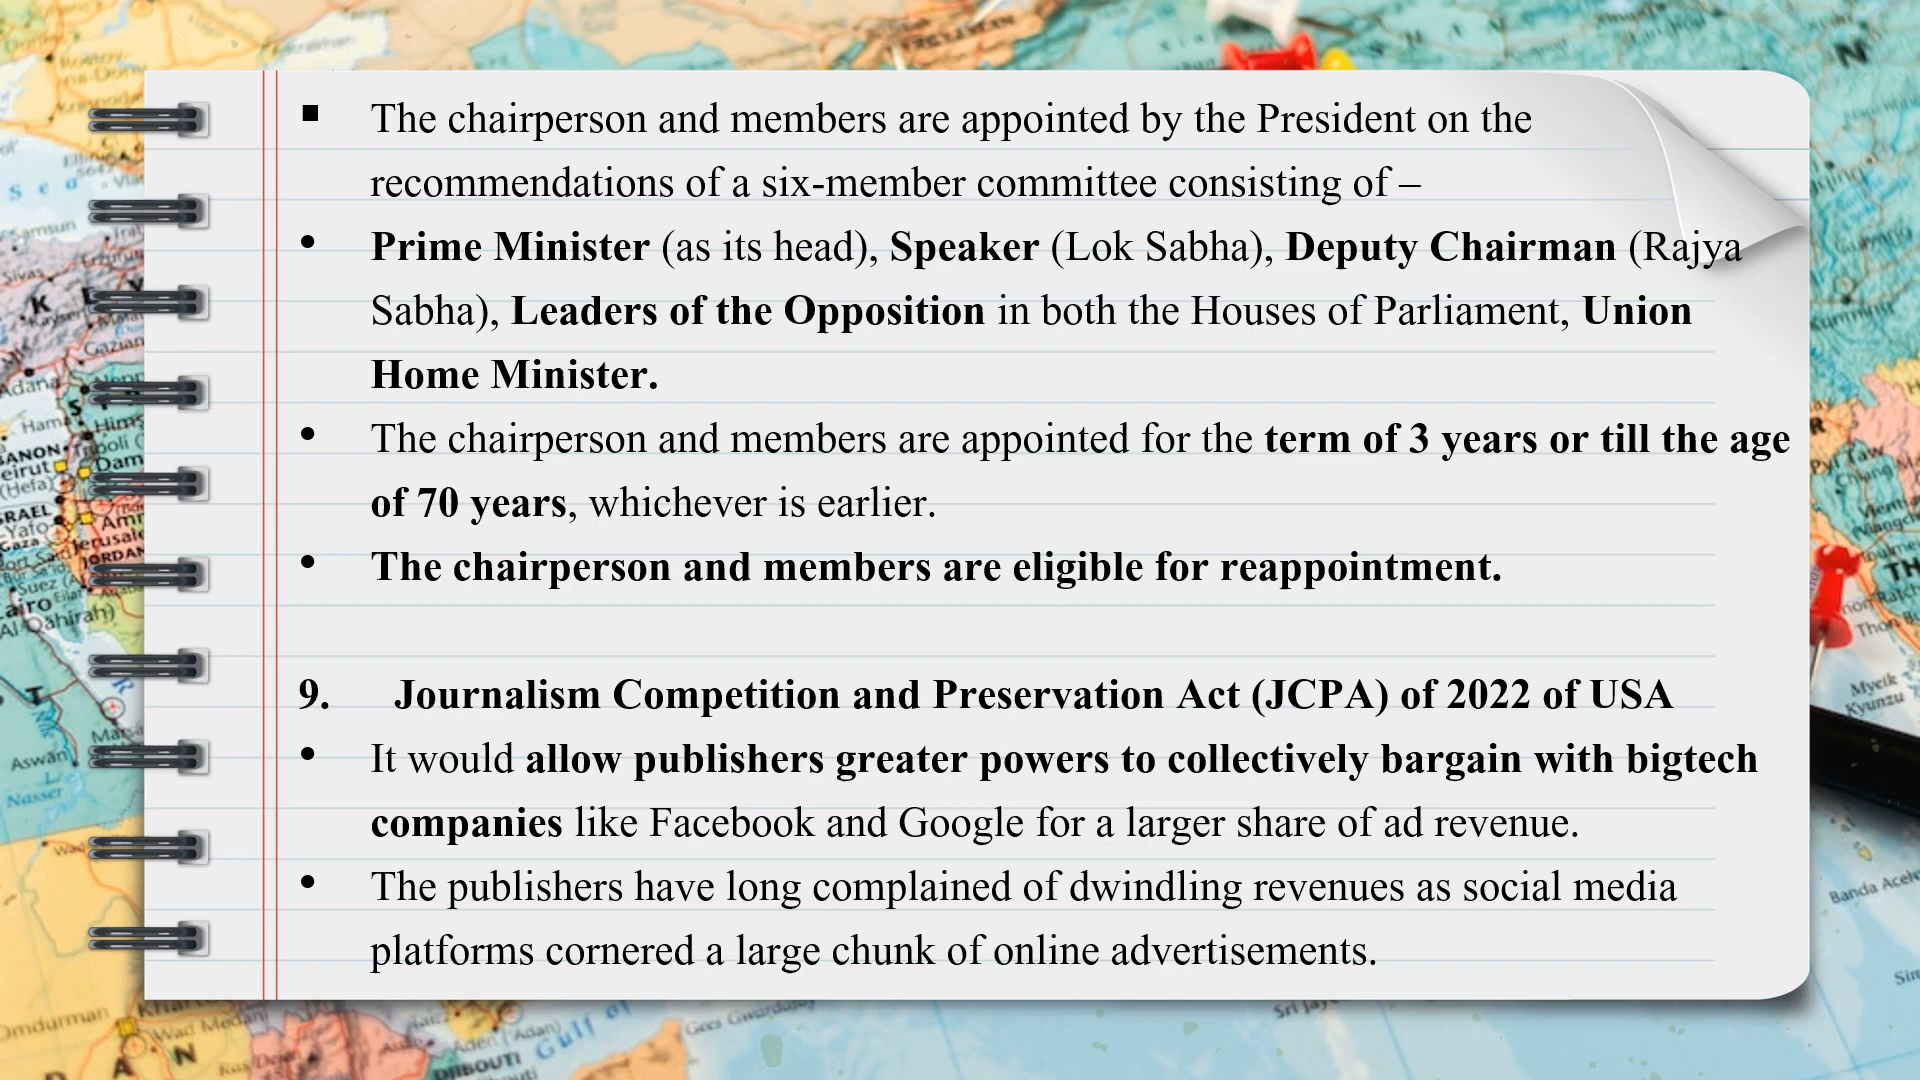 ▪ The chairperson and members are appointed by the President on the
recommendations of a six-member committee consisting of –
• Prime Minister (as its head), Speaker (Lok Sabha), Deputy Chairman (Rajya
Sabha), Leaders of the Opposition in both the Houses of Parliament, Union
Home Minister.
• The chairperson and members are appointed for the term of 3 years or till the age
of 70 years, whichever is earlier.
• The chairperson and members are eligible for reappointment.
9. Journalism Competition and Preservation Act (JCPA) of 2022 of USA
• It would allow publishers greater powers to collectively bargain with bigtech
companies like Facebook and Google for a larger share of ad revenue.
• The publishers have long complained of dwindling revenues as social media
platforms cornered a large chunk of online advertisements.